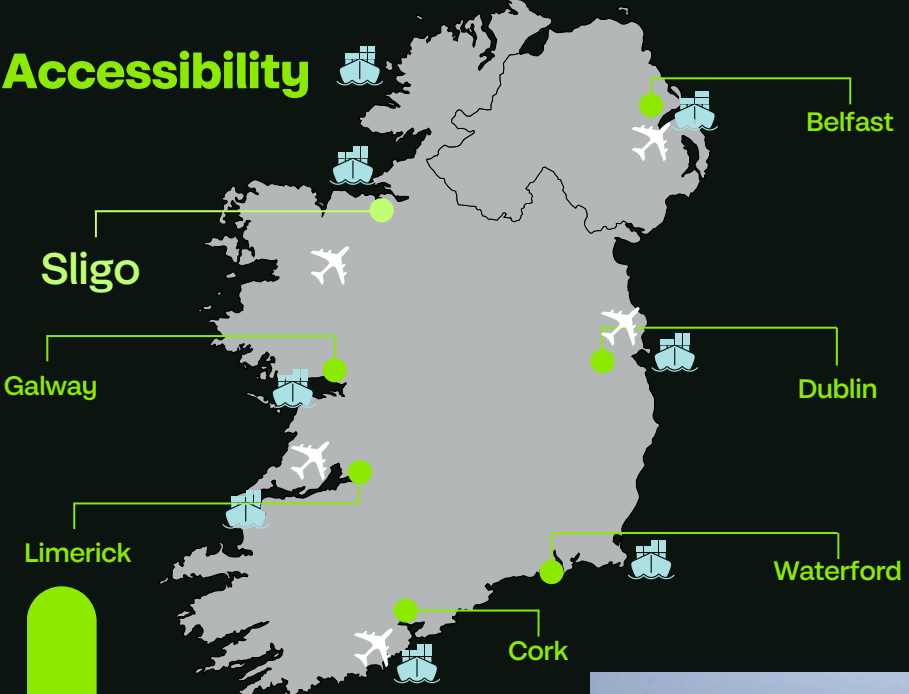 Accessibility
Belfast
Sligo
Galway
Dublin
Limerick
Waterford
Cork